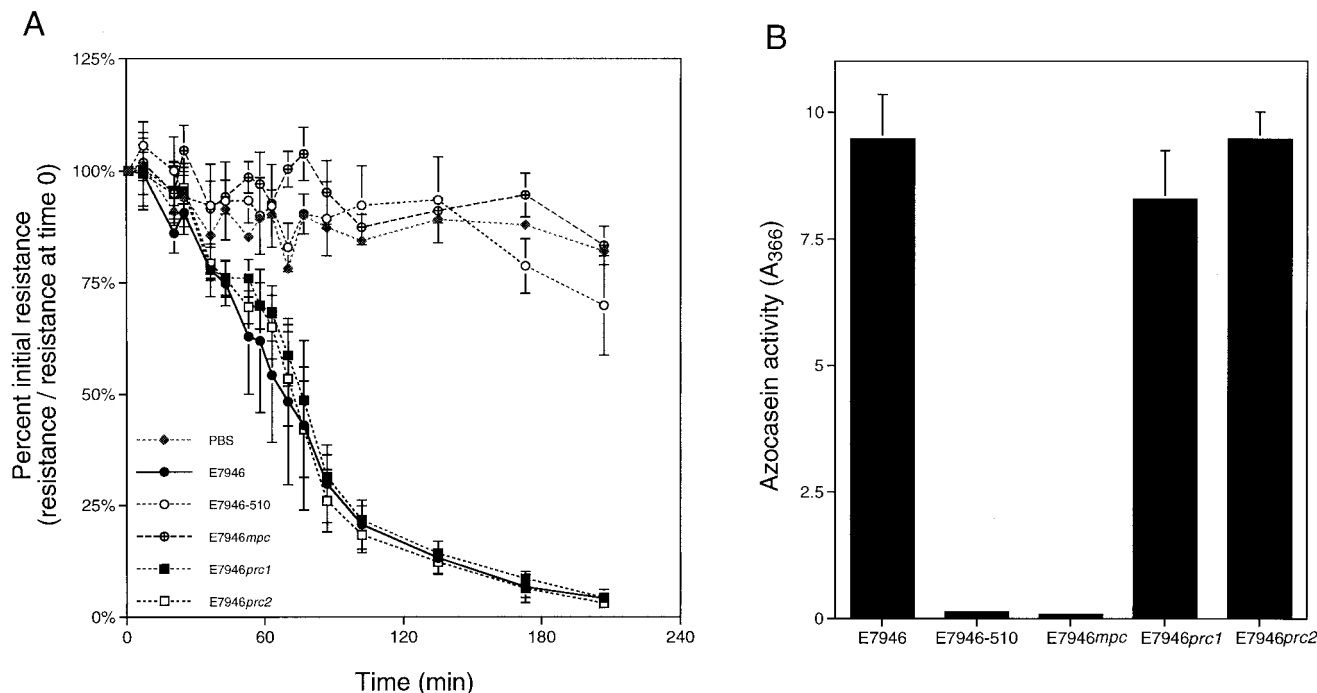 A
125%
100%
75%
50%
25%
0%
Percent initial resistance
(resistance / resistance at time 0)
PBS
E7946
E7946-510
E7946mpc
E7946prc1
E7946prc2
0
60
120
180
240
Time (min)
B
10
7.5
5
2.5
0
Azocasein activity (A366)
E7946
E7946-510
E7946mpc
E7946prc1
E7946prc2